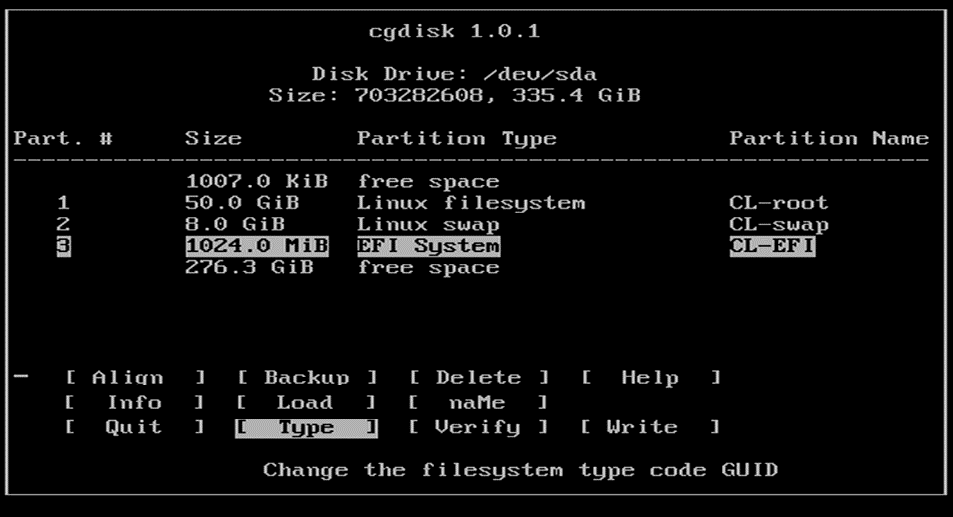 cgdisk 1.0.1
Disk Drive: /dev/sda
Size: 703282608, 335.4 GiB
Part. # Size Partition Type Partition Name
----------------------------------------------------------------
1007.0 KiB free space
1 50.0 GiB Linux filesystem CL-root
2 8.0 GiB Linux swap CL-swap
3 1024.0 MiB EFI System CL-EFI
276.3 GiB free space
[ Align ] [ Backup ] [ Delete ] [ Help ]
[ Info ] [ Load ] [ naMe ]
[ Quit ] [ Type ] [ Verify ] [ Write ]
Change the filesystem type code GUID